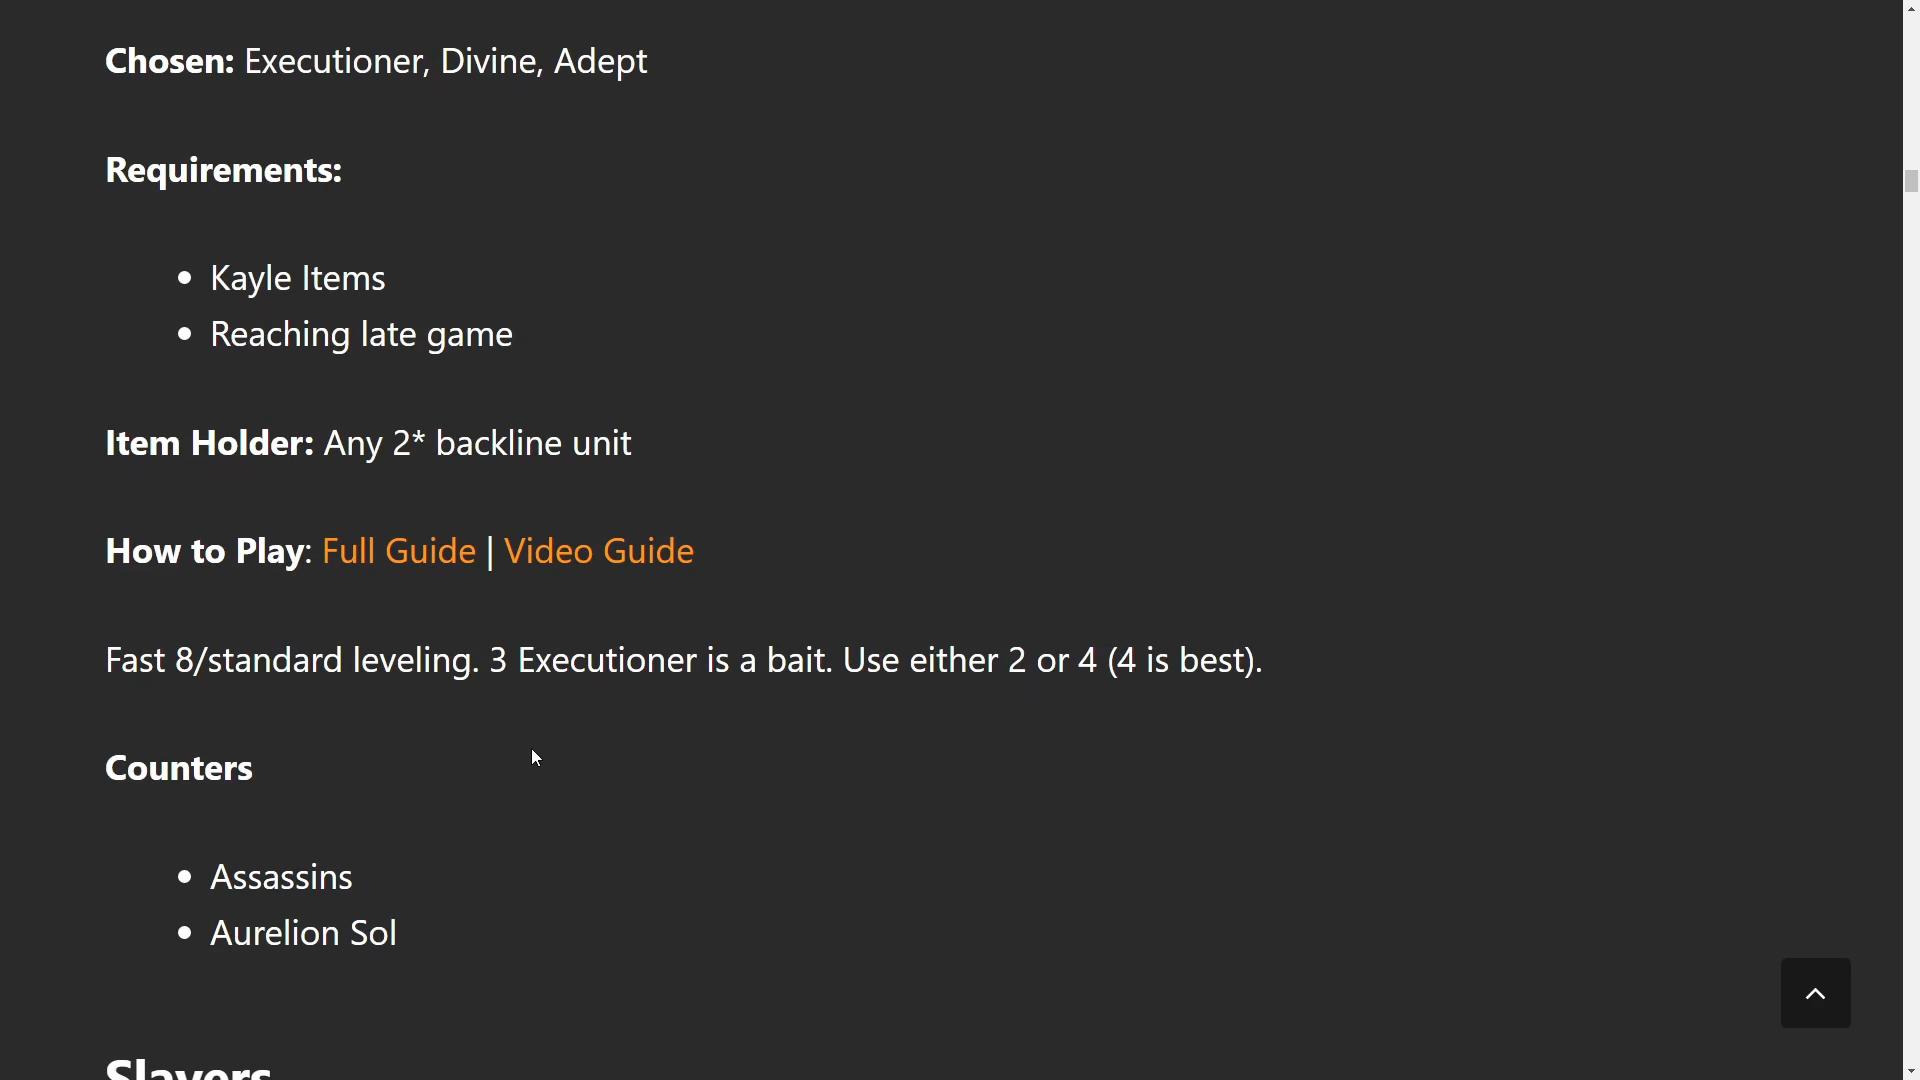 Chosen: Executioner, Divine, Adept
Requirements:
Kayle Items
Reaching late game
Item Holder: Any 2* backline unit
How to Play: Full Guide | Video Guide
Fast 8/standard leveling. 3 Executioner is a bait. Use either 2 or 4 (4 is best).
Counters
Assassins
Aurelion Sol
Slayers